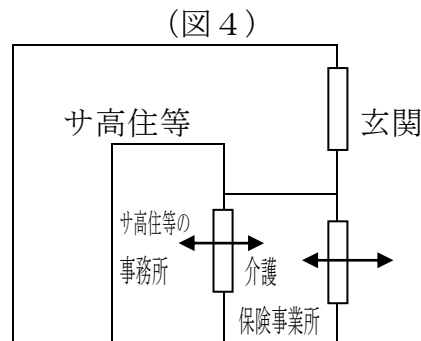 (図4)
サ高住等
玄関
サ高住等の
事務所
介護
保険事業所